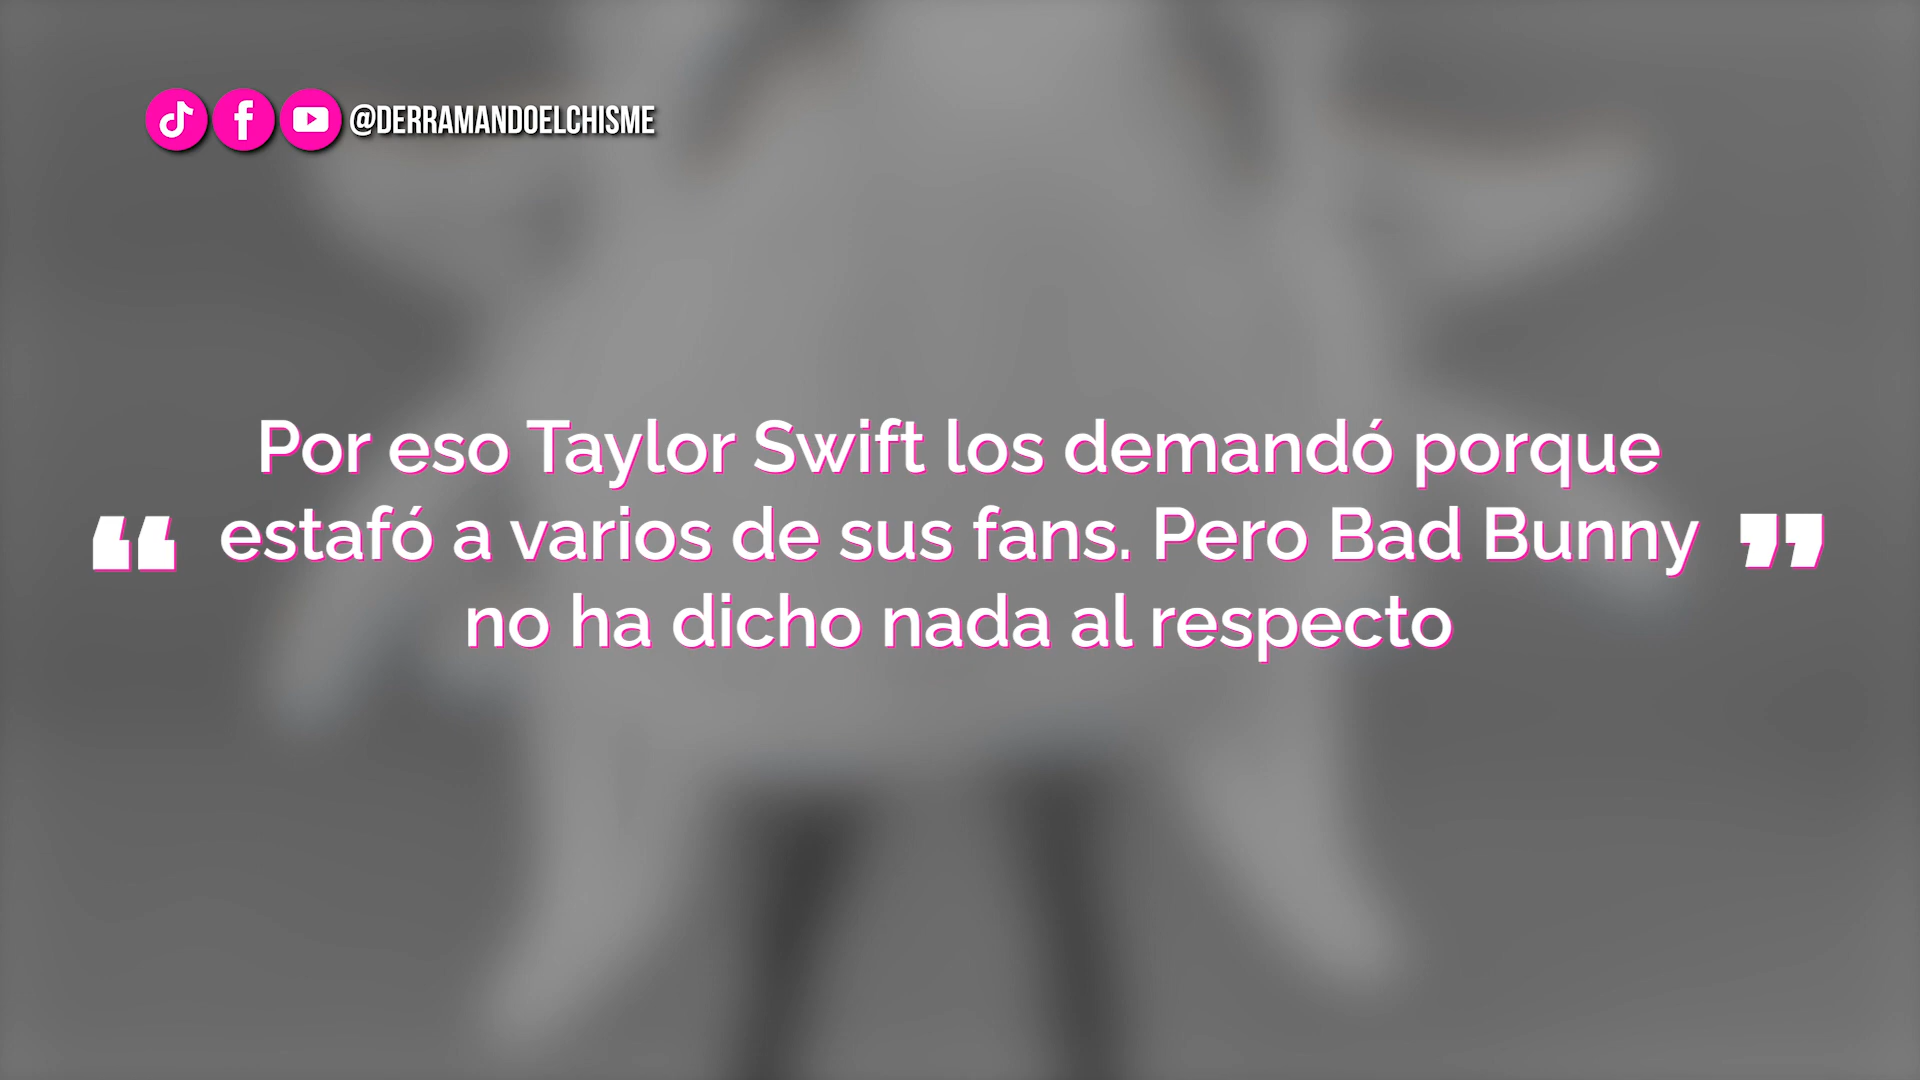 @DERRAMANDOELCHISME
Por eso Taylor Swift los demandó porque
“ estafó a varios de sus fans. Pero Bad Bunny ”
no ha dicho nada al respecto